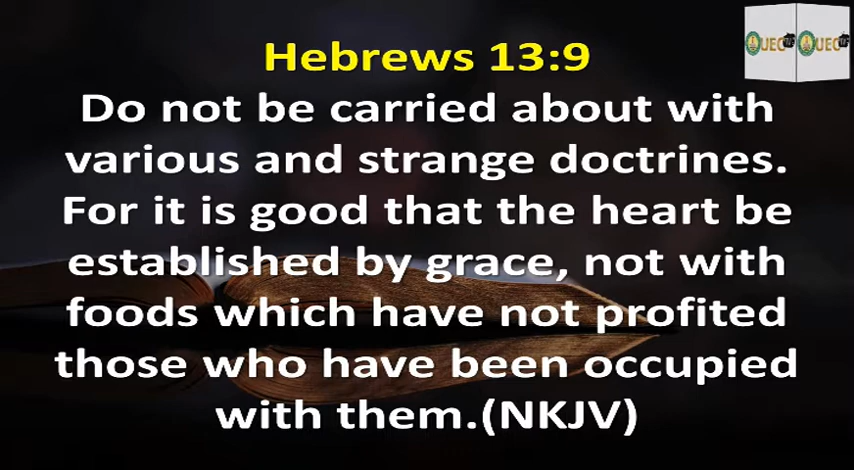 Hebrews 13:9
Do not be carried about with
various and strange doctrines.
For it is good that the heart be
established by grace, not with
foods which have not profited
those who have been occupied
with them.(NKJV)
UEC UEC